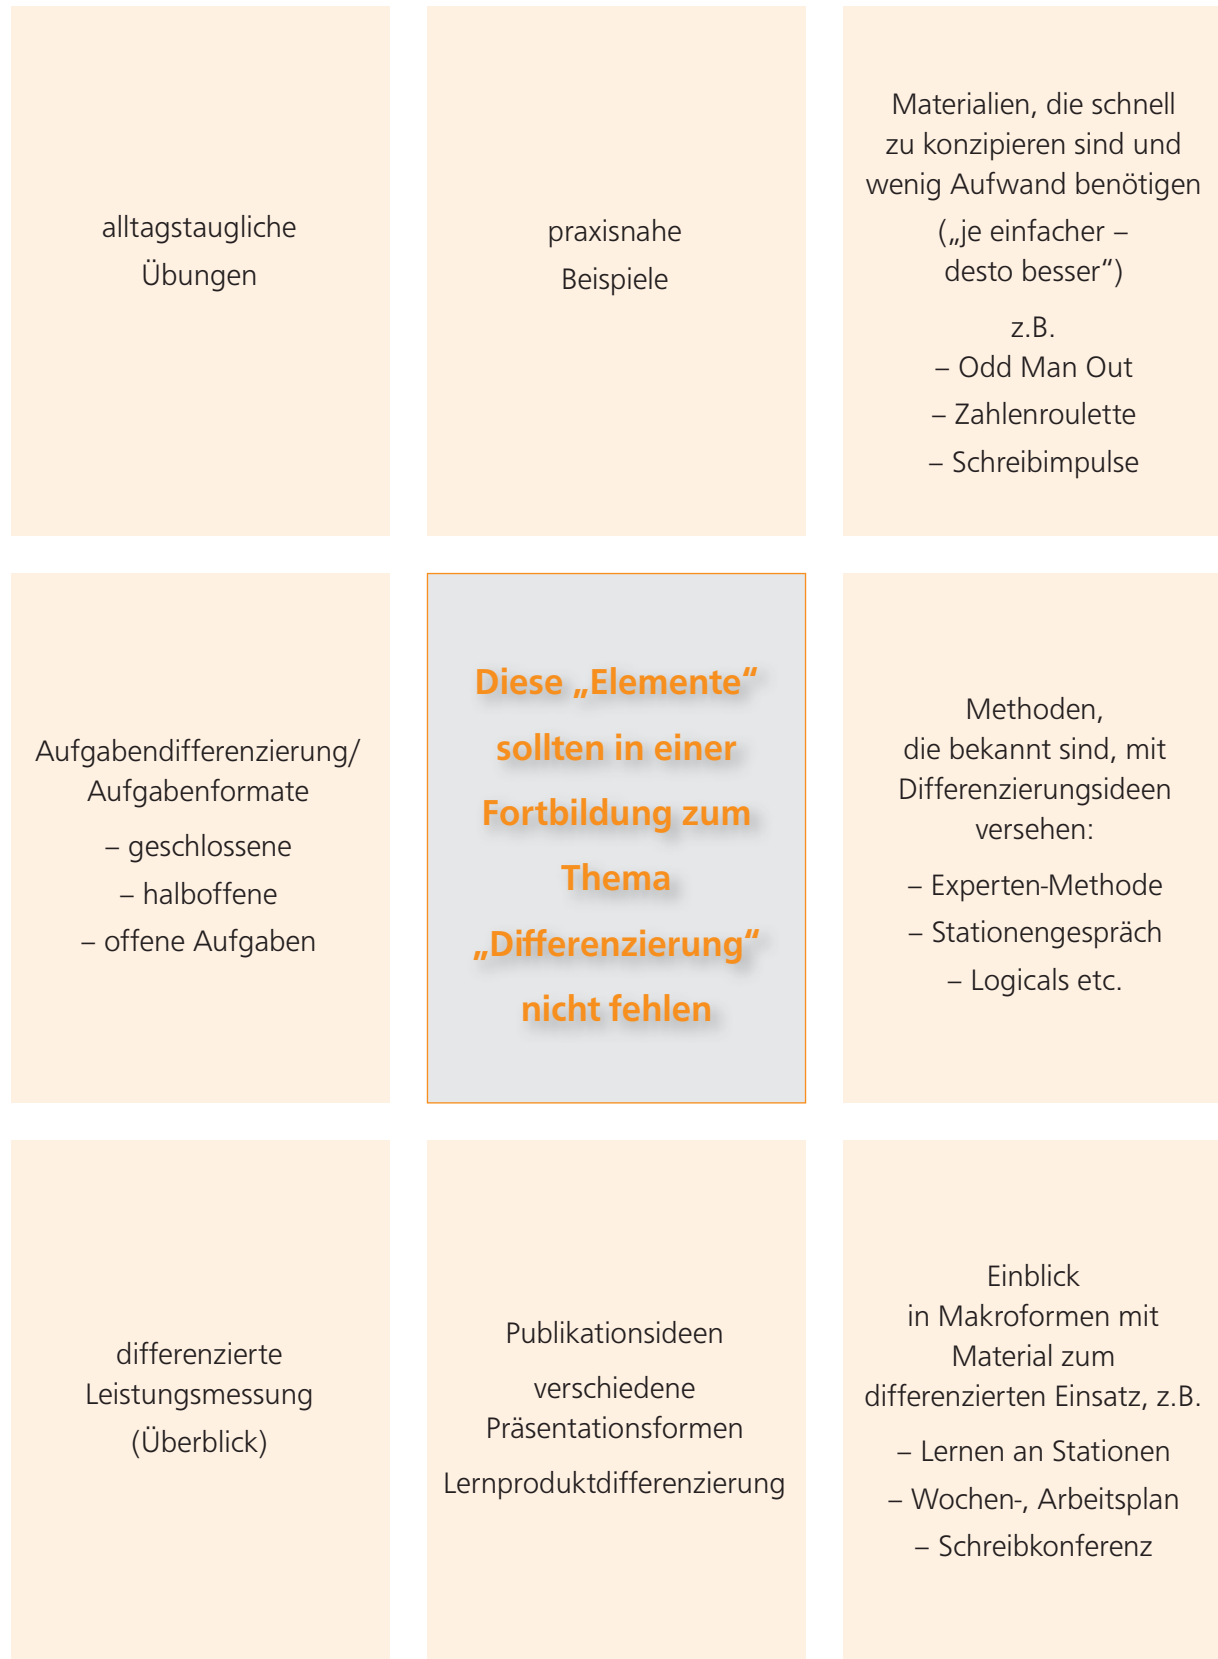 alltagstaugliche
Übungen
praxisnahe
Beispiele
Materialien, die schnell
zu konzipieren sind und
wenig Aufwand benötigen
(„je einfacher –
desto besser“)
z.B.
– Odd Man Out
– Zahlenroulette
– Schreibimpulse
Aufgabendifferenzierung/
Aufgabenformate
– geschlossene
– halboffene
– offene Aufgaben
Diese „Elemente“
sollten in einer
Fortbildung zum
Thema
„Differenzierung“
nicht fehlen
Methoden,
die bekannt sind, mit
Differenzierungsideen
versehen:
– Experten-Methode
– Stationengespräch
– Logicals etc.
differenzierte
Leistungsmessung
(Überblick)
Publikationsideen
verschiedene
Präsentationsformen
Lernproduktdifferenzierung
Einblick
in Makroformen mit
Material zum
differenzierten Einsatz, z.B.
– Lernen an Stationen
– Wochen-, Arbeitsplan
– Schreibkonferenz